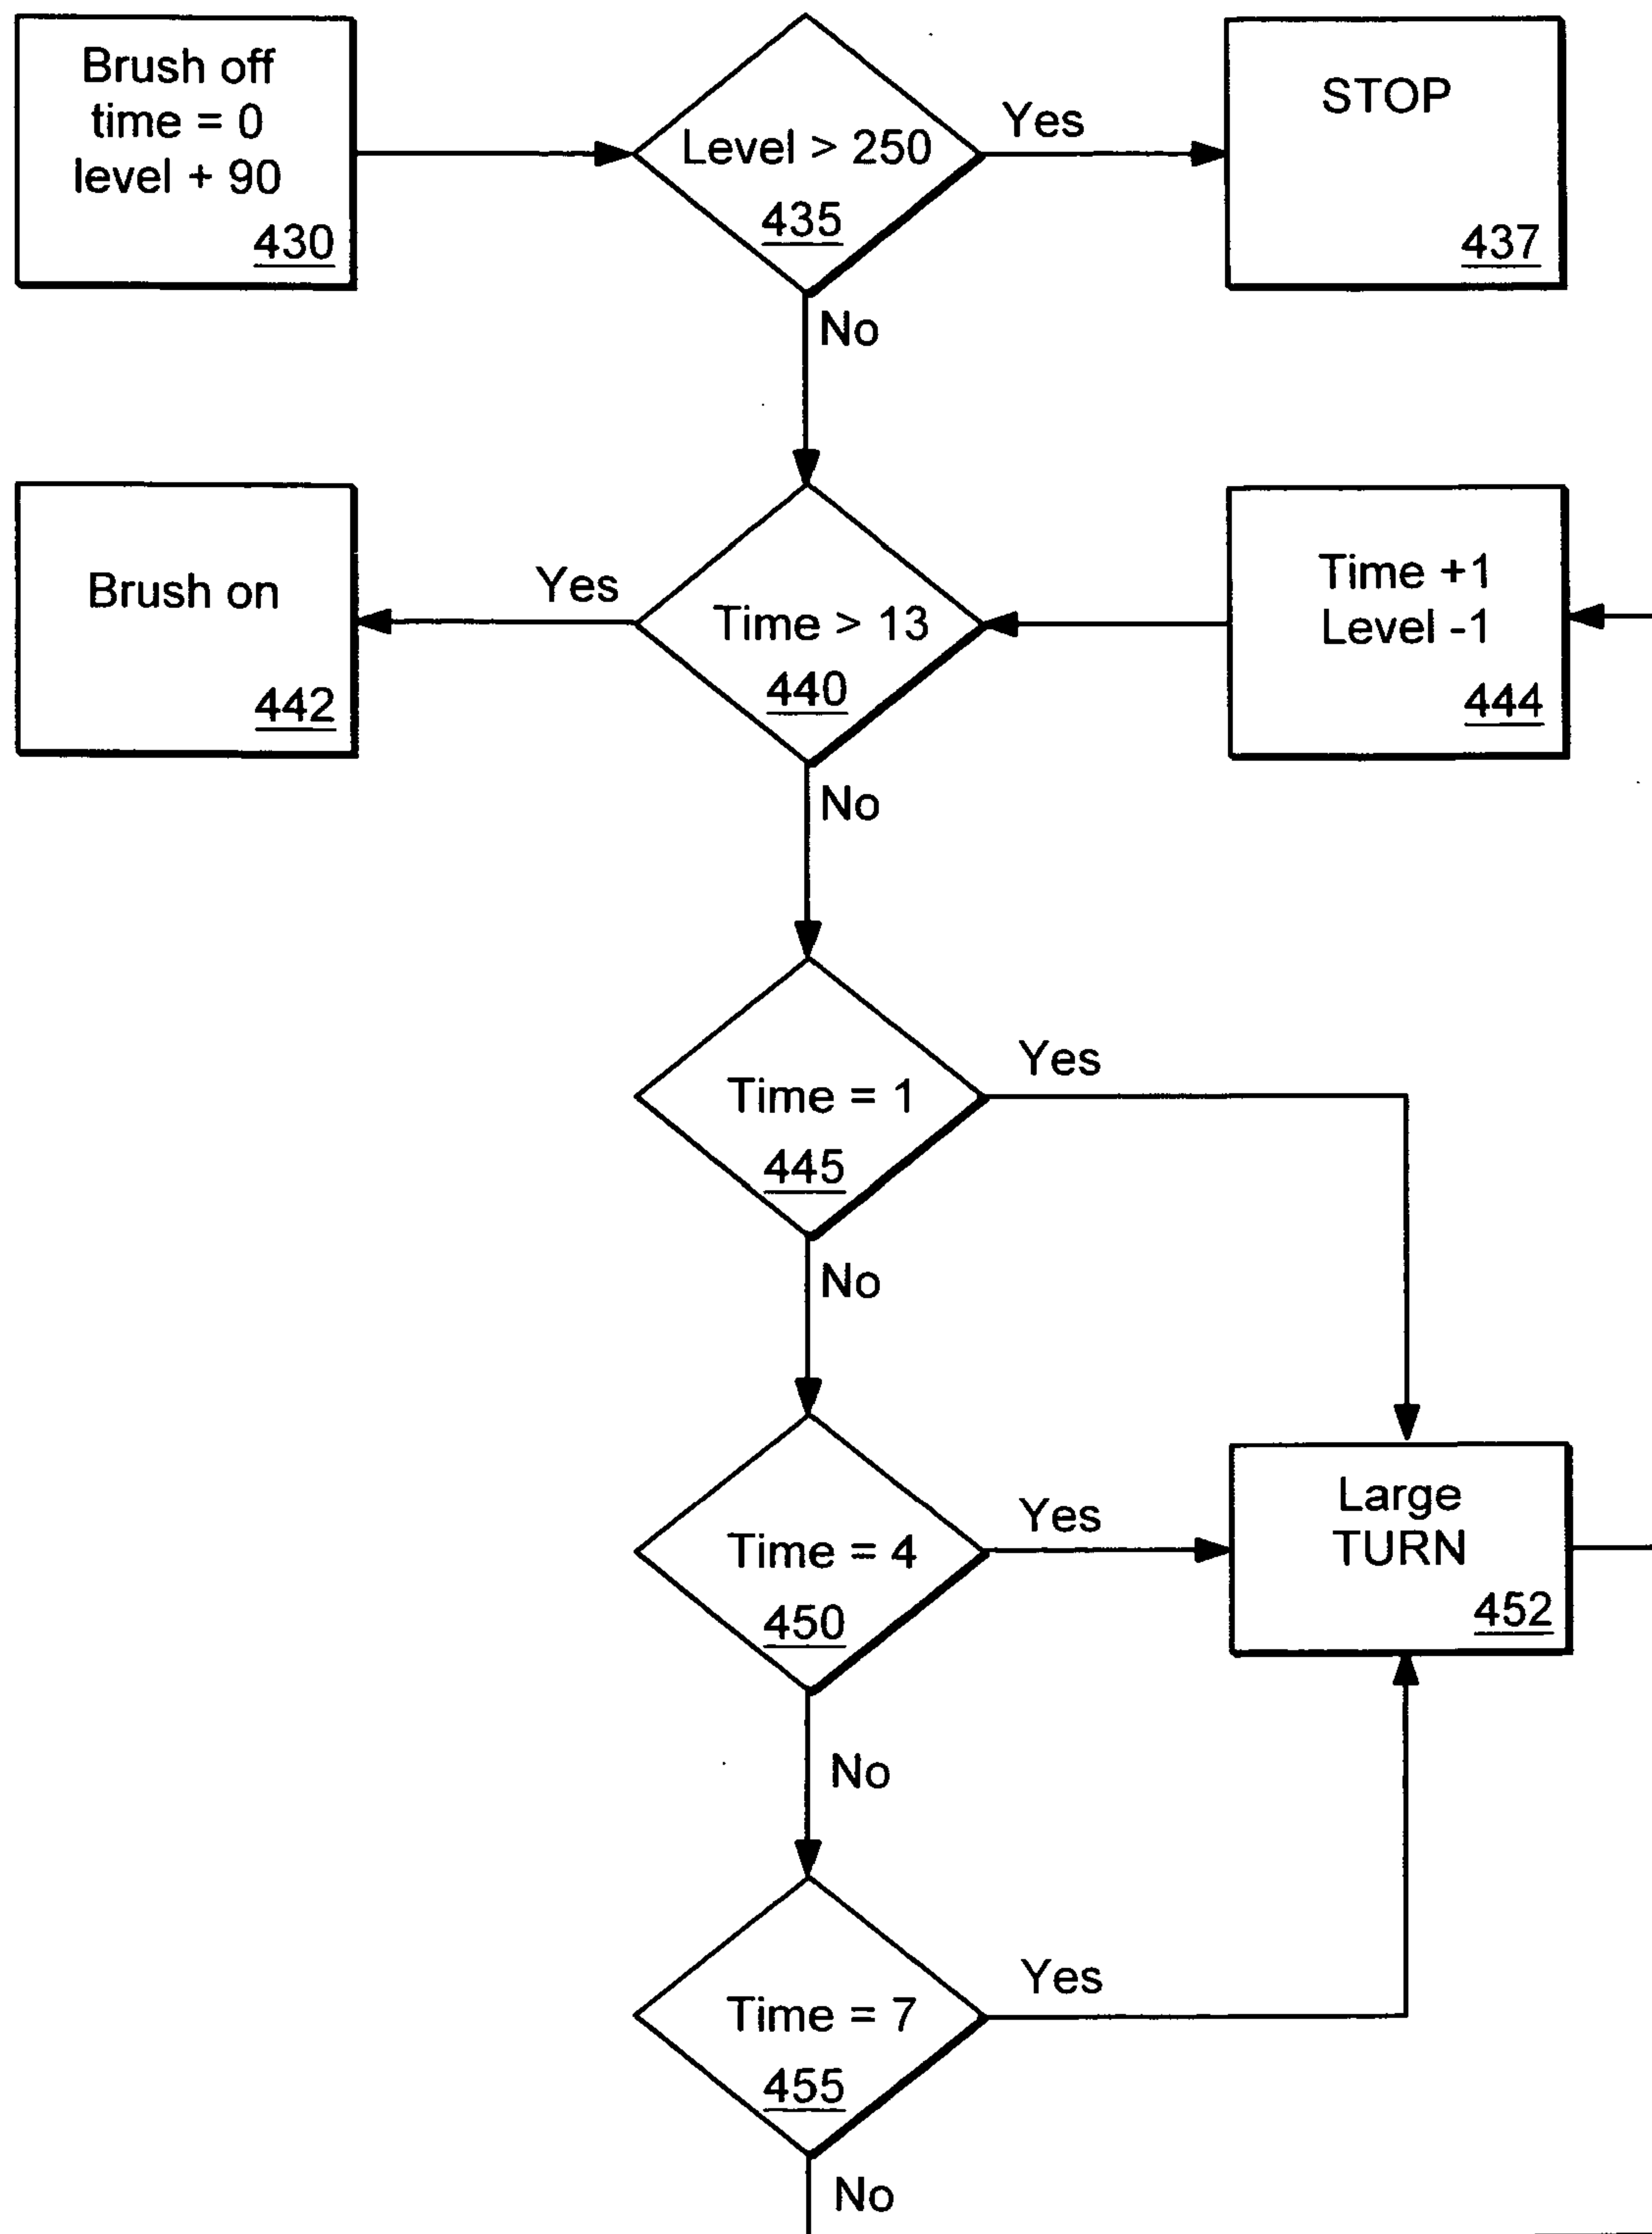 Brush off
time = 0
level + 90
430
Level > 250
435
Yes
STOP
437
No
Brush on
442
Yes
Time > 13
440
Time +1
Level -1
444
No
Time = 1
445
Yes
No
Time = 4
450
Yes
Large
TURN
452
No
Time = 7
455
Yes
No